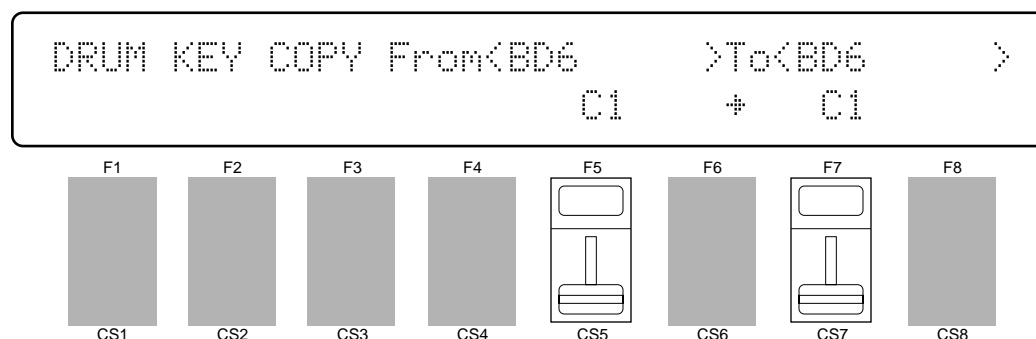 DRUM KEY COPY From<BD6 >To<BD6 >
C1 → C1
F1 F2 F3 F4 F5 F6 F7 F8
CS1 CS2 CS3 CS4 CS5 CS6 CS7 CS8